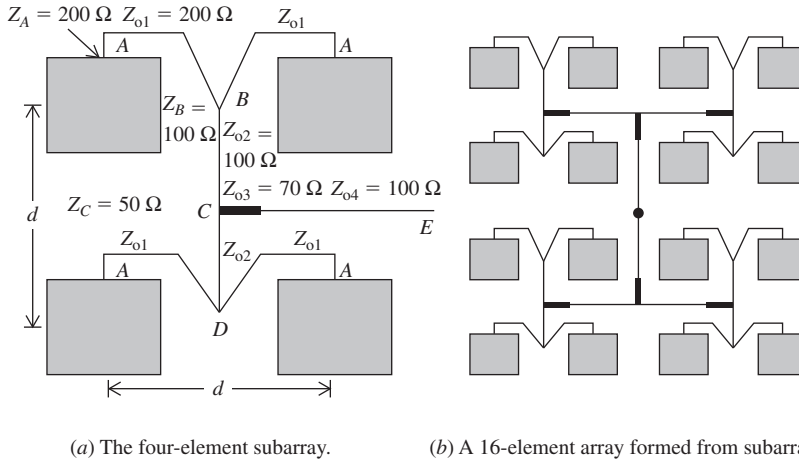 Z_A = 200 Ω Z_o1 = 200 Ω Z_o1
A A
Z_B = 100 Ω
B
Z_o2 = 100 Ω
d
Z_C = 50 Ω
C
Z_o3 = 70 Ω Z_o4 = 100 Ω
E
Z_o1 Z_o2 Z_o1
A A
D
d
(a) The four-element subarray.
(b) A 16-element array formed from